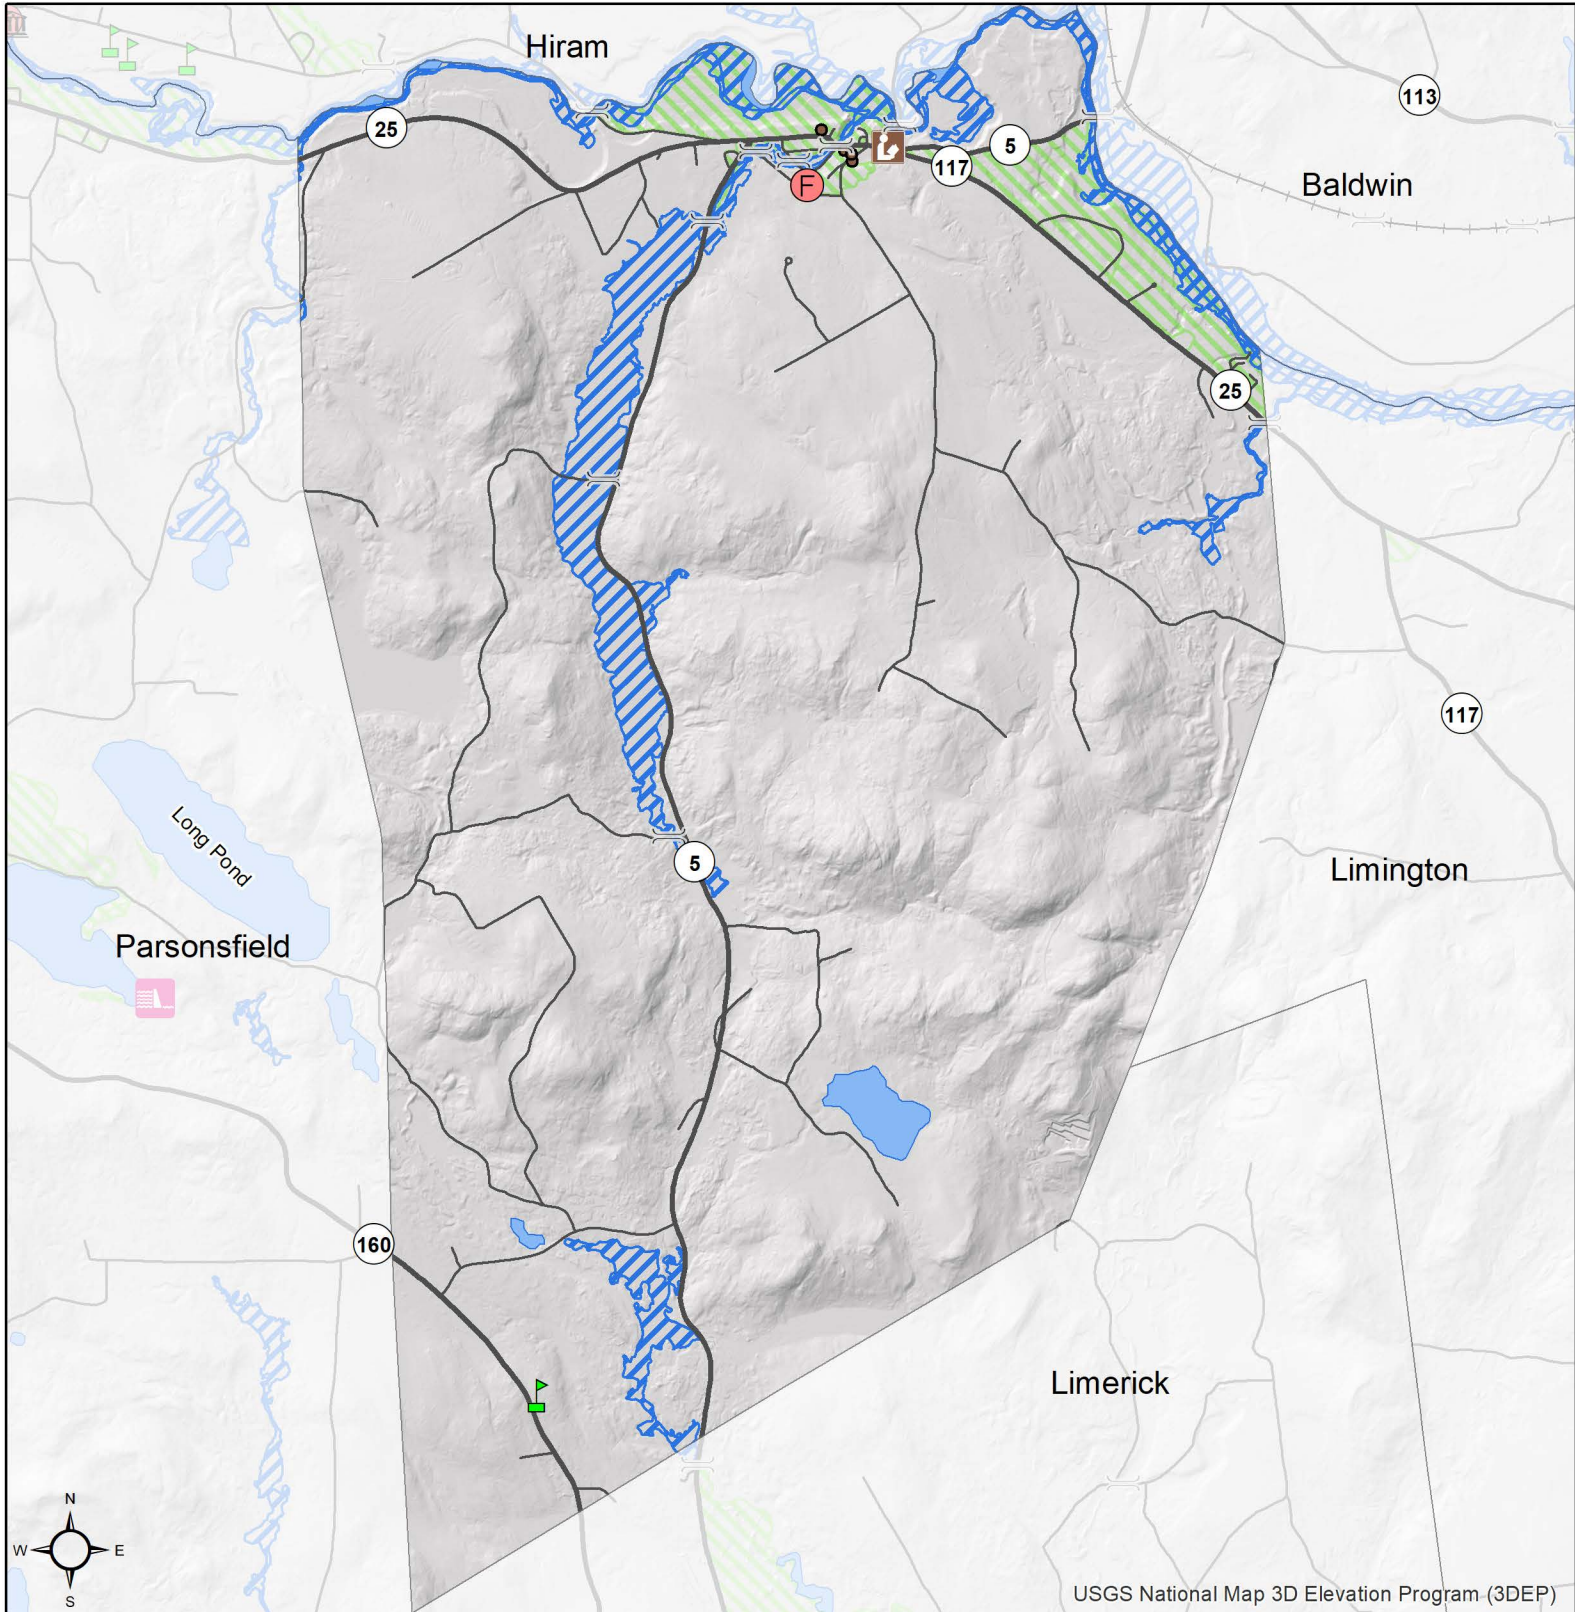 Hiram
113
25
5
117
Baldwin
F
25
117
Long Pond
5
Limington
Parsonsfield
160
Limerick
N
W E
S
USGS National Map 3D Elevation Program (3DEP)